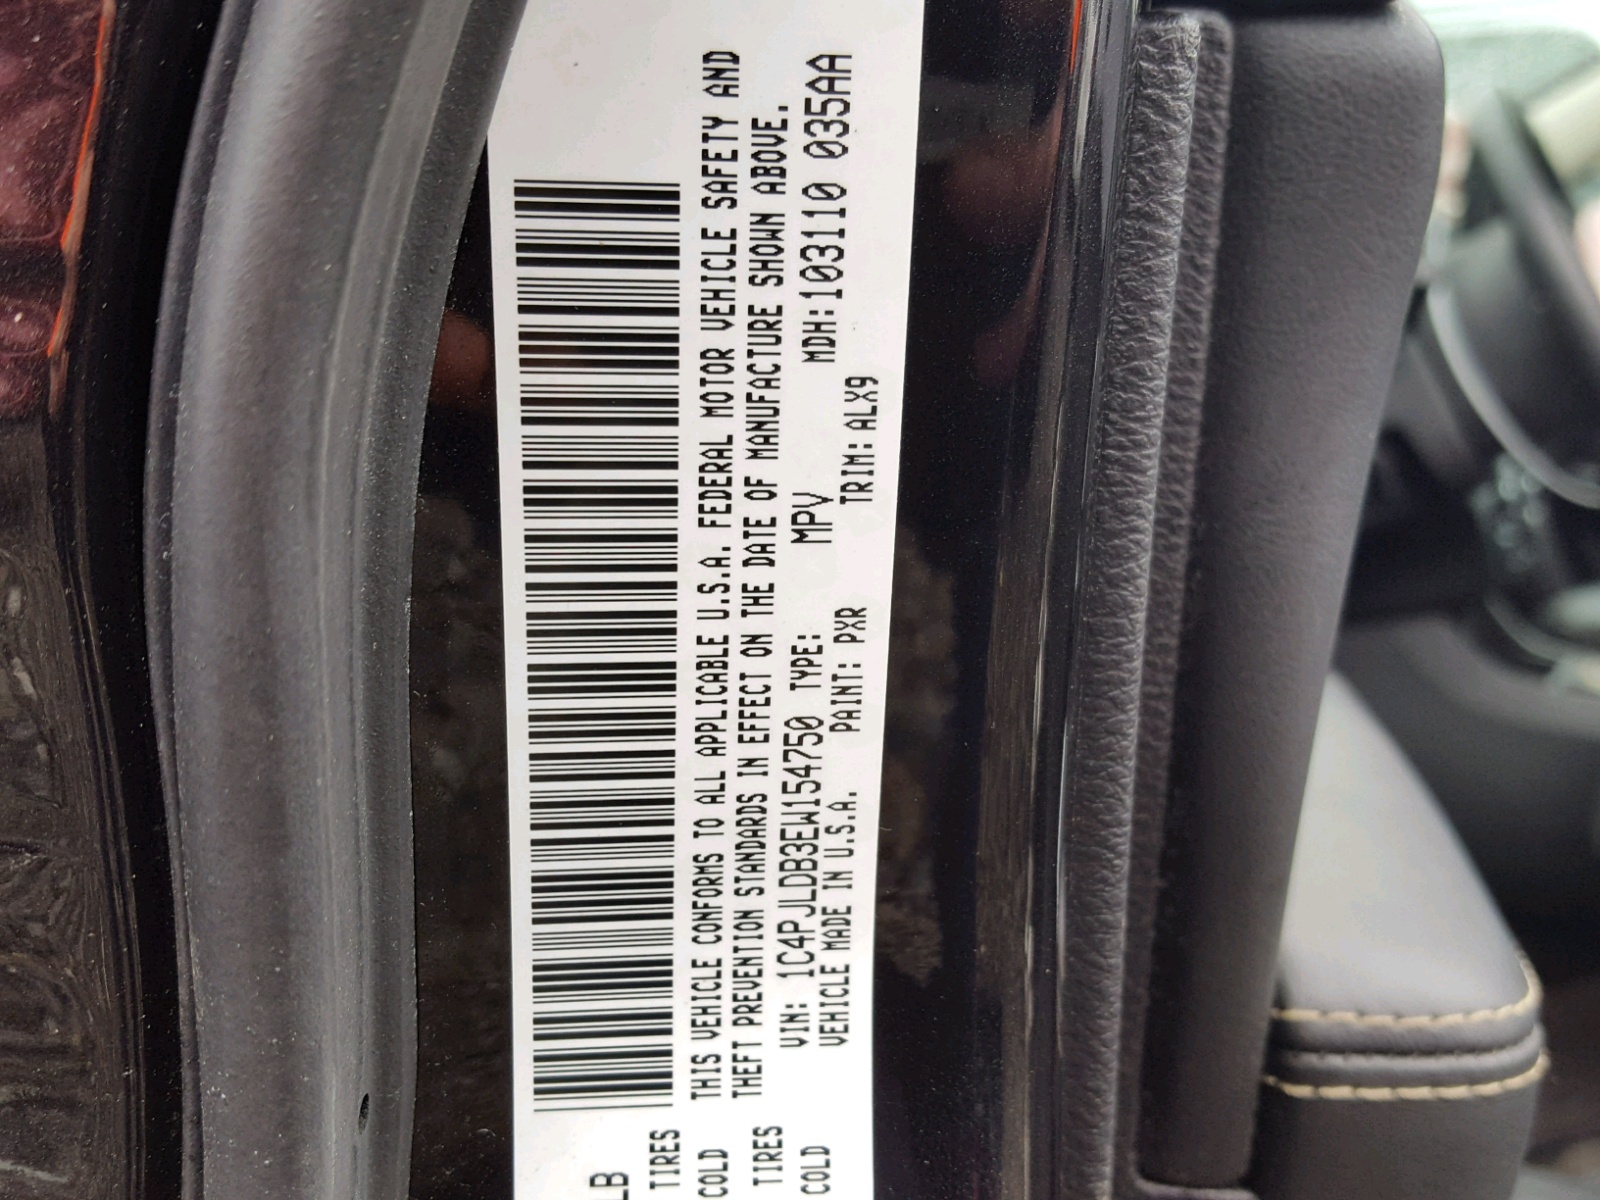 LB
TIRES
COLD
TIRES
COLD
THIS VEHICLE CONFORMS TO ALL APPLICABLE U.S.A. FEDERAL MOTOR VEHICLE SAFETY AND
THEFT PREVENTION STANDARDS IN EFFECT ON THE DATE OF MANUFACTURE SHOWN ABOVE.
VIN: 1C4PJLDB3EW154750 TYPE: MPV MDH:103110 035AA
VEHICLE MADE IN U.S.A. PAINT: PXR TRIM: ALX9